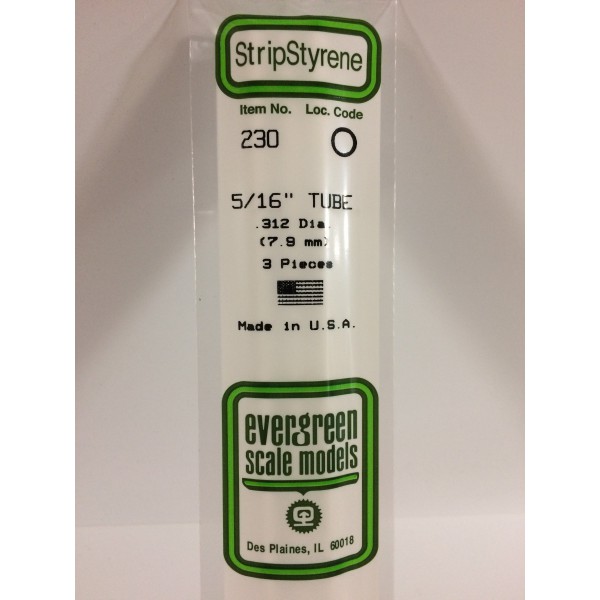 StripStyrene
Item No. Loc. Code
230 O
5/16" TUBE
.312 Dia.
(7.9 mm)
3 Pieces
Made in U.S.A.
evergreen
scale models
Des Plaines, IL 60018